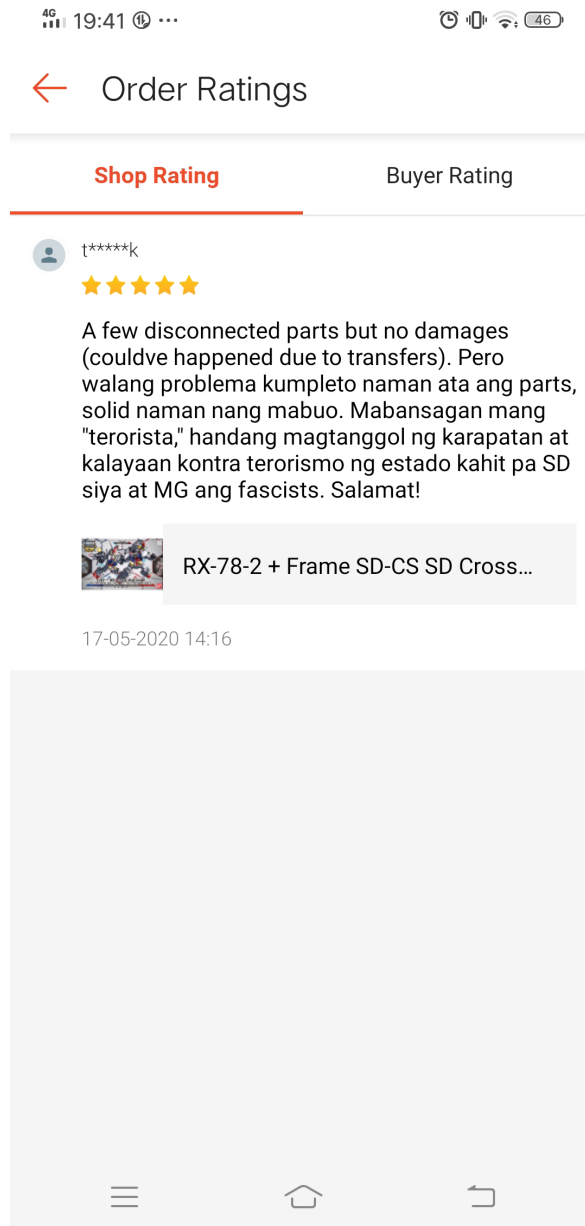 4G
19:41 ...
46
Order Ratings
Shop Rating
Buyer Rating
t*****k
A few disconnected parts but no damages
(couldve happened due to transfers). Pero
walang problema kumpleto naman ata ang parts,
solid naman nang mabuo. Mabansagan mang
"terorista," handang magtanggol ng karapatan at
kalayaan kontra terorismo ng estado kahit pa SD
siya at MG ang fascists. Salamat!
RX-78-2 + Frame SD-CS SD Cross...
17-05-2020 14:16